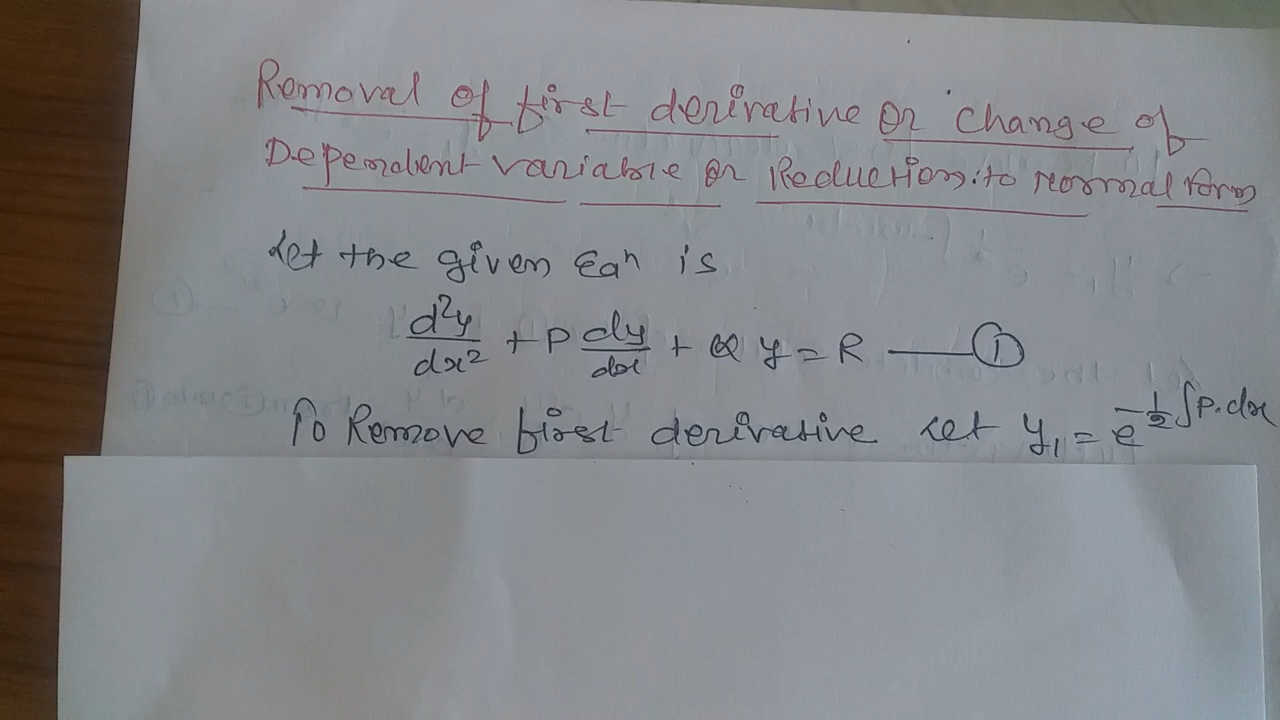 Removal of first derivative Or change of
Dependent variable or Reduction to normal form
Let the given Eqn is
d²y/dx² + P dy/dx + Q y = R —— ①
To Remove first derivative let y₁ = e^(-1/2 ∫P.dx)